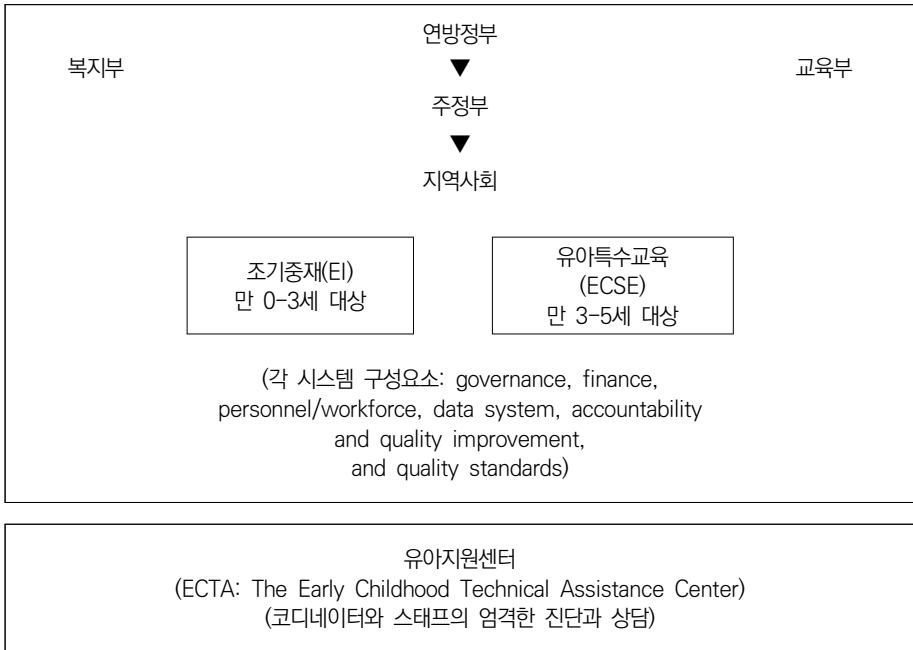 연방정부
복지부 ▼ 교육부
주정부
▼
지역사회
조기중재(EI)
만 0-3세 대상
유아특수교육
(ECSE)
만 3-5세 대상
(각 시스템 구성요소: governance, finance,
personnel/workforce, data system, accountability
and quality improvement,
and quality standards)
유아지원센터
(ECTA: The Early Childhood Technical Assistance Center)
(코디네이터와 스태프의 엄격한 진단과 상담)